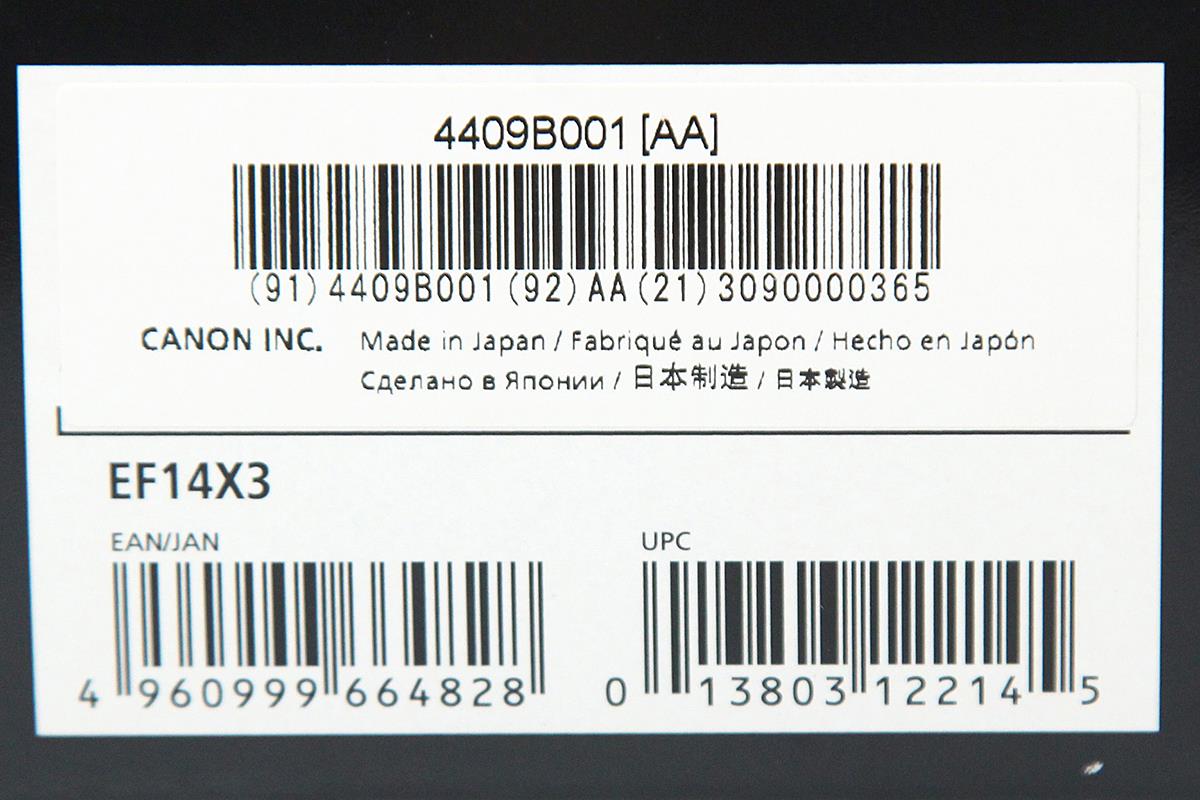 4409B001 [AA]
(91)4409B001(92)AA(21)3090000365
CANON INC. Made in Japan / Fabriqué au Japon / Hecho en Japón
Сделано в Японии / 日本制造 / 日本製造
EF14X3
EAN/JAN UPC
4 960999 664828 0 13803 12214 5